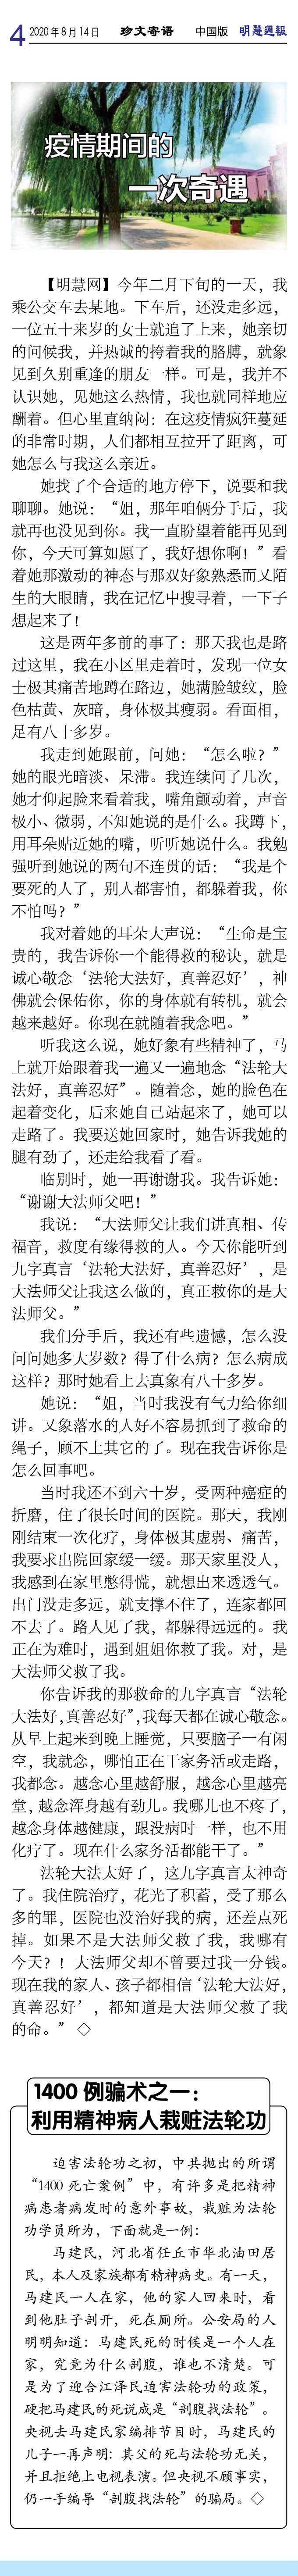 4 2020年8月14日 珍文寄语 中国版 明慧週报
疫情期间的
一次奇遇
【明慧网】今年二月下旬的一天，我
乘公交车去某地。下车后，还没走多远，
一位五十来岁的女士就追了上来，她亲切
的问候我，并热诚的挎着我的胳膊，就象
见到久别重逢的朋友一样。可是，我并不
认识她，见她这么热情，我也就同样地应
酬着。但心里直纳闷：在这疫情疯狂蔓延
的非常时期，人们都相互拉开了距离，可
她怎么与我这么亲近。
她找了个合适的地方停下，说要和我
聊聊。她说：“姐，那年咱俩分手后，我
就再也没见到你。我一直盼望着能再见到
你，今天可算如愿了，我好想你啊！”看
着她那激动的神态与那双好象熟悉而又陌
生的大眼睛，我在记忆中搜寻着，一下子
想起来了！
这是两年多前的事了：那天我也是路
过这里，我在小区里走着时，发现一位女
士极其痛苦地蹲在路边，她满脸皱纹，脸
色枯黄、灰暗，身体极其瘦弱。看面相，
足有八十多岁。
我走到她跟前，问她：“怎么啦？”
她的眼光暗淡、呆滞。我连续问了几次，
她才仰起脸来看着我，嘴角颤动着，声音
极小、微弱，不知她说的是什么。我蹲下，
用耳朵贴近她的嘴，听听她说什么。我勉
强听到她说的两句不连贯的话：“我是个
要死的人了，别人都害怕，都躲着我，你
不怕吗？”
我对着她的耳朵大声说：“生命是宝
贵的，我告诉你一个能得救的秘诀，就是
诚心敬念‘法轮大法好，真善忍好’，神
佛就会保佑你，你的身体就有转机，就会
越来越好。你现在就随着我念吧。”
听我这么说，她好象有些精神了，马
上就开始跟着我一遍又一遍地念“法轮大
法好，真善忍好”。随着念，她的脸色在
起着变化，后来她自己站起来了，她可以
走路了。我要送她回家时，她告诉我她的
腿有劲了，还走给我看了看。
临别时，她一再谢谢我。我告诉她：
“谢谢大法师父吧！”
我说：“大法师父让我们讲真相、传
福音，救度有缘得救的人。今天你能听到
九字真言‘法轮大法好，真善忍好’，是
大法师父让我这么做的，真正救你的是大
法师父。”
我们分手后，我还有些遗憾，怎么没
问问她多大岁数？得了什么病？怎么病成
这样？那时她看上去真象有八十多岁。
她说：“姐，当时我没有气力给你细
讲。又象落水的人好不容易抓到了救命的
绳子，顾不上其它的了。现在我告诉你是
怎么回事吧。
当时我还不到六十岁，受两种癌症的
折磨，住了很长时间的医院。那天，我刚
刚结束一次化疗，身体极其虚弱、痛苦，
我要求出院回家缓一缓。那天家里没人，
我感到在家里憋得慌，就想出来透透气。
出门没走多远，就支撑不住了，连家都回
不去了。路人见了我，都躲得远远的。我
正在为难时，遇到姐姐你救了我。对，是
大法师父救了我。
你告诉我的那救命的九字真言“法轮
大法好,真善忍好”,我每天都在诚心敬念。
从早上起来到晚上睡觉，只要脑子一有闲
空，我就念，哪怕正在干家务活或走路，
我都念。越念心里越舒服，越念心里越亮
堂，越念浑身越有劲儿。我哪儿也不疼了，
越念身体越健康，跟没病时一样，也不用
化疗了。现在什么家务活都能干了。”
法轮大法太好了，这九字真言太神奇
了。我住院治疗，花光了积蓄，受了那么
多的罪，医院也没治好我的病，还差点死
掉。如果不是大法师父救了我，我哪有
今天？！大法师父却不曾要过我一分钱。
现在我的家人、孩子都相信‘法轮大法好，
真善忍好’，都知道是大法师父救了我
的命。”◇
1400 例骗术之一：
利用精神病人栽赃法轮功
迫害法轮功之初，中共抛出的所谓
“1400 死亡案例”中，有许多是把精神
病患者病发时的意外事故，栽赃为法轮
功学员所为，下面就是一例：
马建民，河北省任丘市华北油田居
民，本人及家族都有精神病史。有一天，
马建民一人在家，他的家人回来时，看
到他肚子剖开，死在厕所。公安局的人
明明知道：马建民死的时候是一个人在
家，究竟为什么剖腹，谁也不清楚。可
是为了迎合江泽民迫害法轮功的政策，
硬把马建民的死说成是“剖腹找法轮”。
央视去马建民家编排节目时，马建民的
儿子一再声明：其父的死与法轮功无关，
并且拒绝上电视表演。但央视不顾事实，
仍一手编导“剖腹找法轮”的骗局。◇